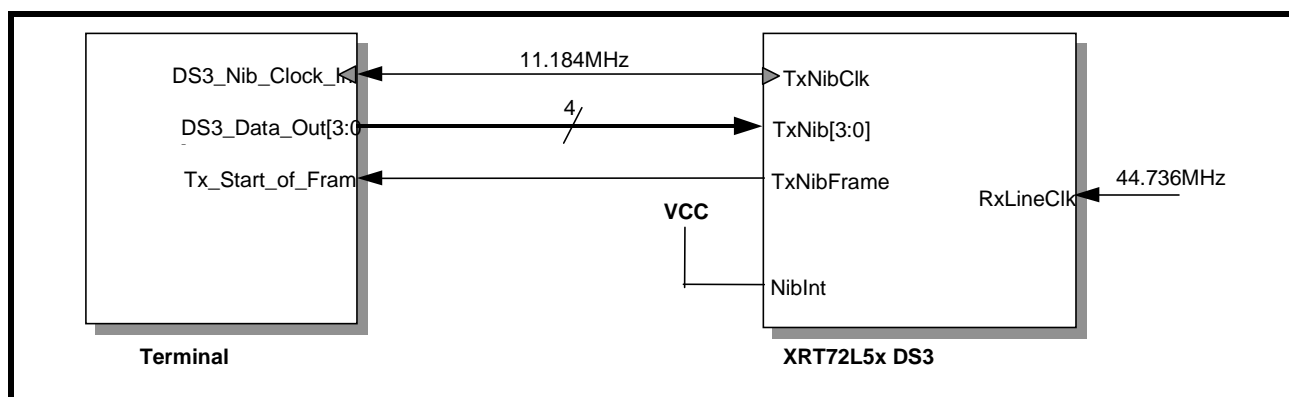 11.184MHz
DS3_Nib_Clock_In
TxNibClk
4
DS3_Data_Out[3:0
TxNib[3:0]
Tx_Start_of_Fram
TxNibFrame
44.736MHz
RxLineClk
VCC
NibInt
Terminal
XRT72L5x DS3